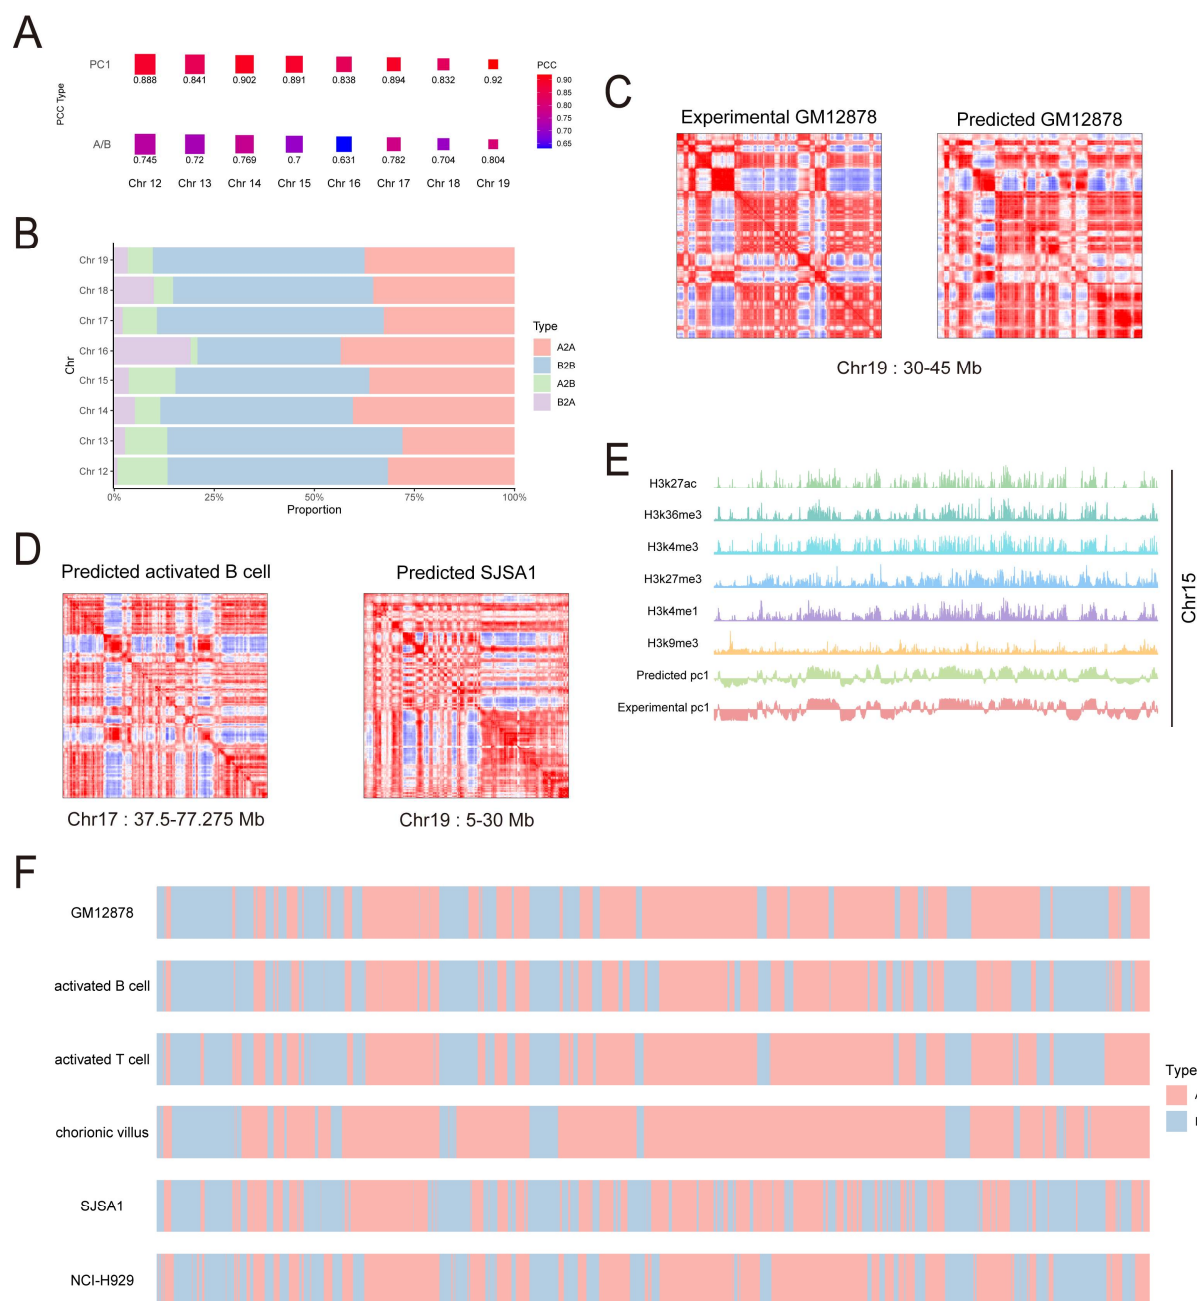 A
PCC Type
PC1
0.888 0.841 0.902 0.891 0.838 0.894 0.832 0.92
A/B
0.745 0.72 0.769 0.7 0.631 0.782 0.704 0.804
Chr 12 Chr 13 Chr 14 Chr 15 Chr 16 Chr 17 Chr 18 Chr 19
PCC
0.90
0.85
0.80
0.75
0.70
0.65
B
Chr
Chr 19
Chr 18
Chr 17
Chr 16
Chr 15
Chr 14
Chr 13
Chr 12
0% 25% 50% 75% 100%
Proportion
Type
A2A
B2B
A2B
B2A
C
Experimental GM12878 Predicted GM12878
Chr19 : 30-45 Mb
D
Predicted activated B cell Predicted SJSA1
Chr17 : 37.5-77.275 Mb Chr19 : 5-30 Mb
E
H3k27ac
H3k36me3
H3k4me3
H3k27me3
H3k4me1
H3k9me3
Predicted pc1
Experimental pc1
Chr15
F
GM12878
activated B cell
activated T cell
chorionic villus
SJSA1
NCI-H929
Type